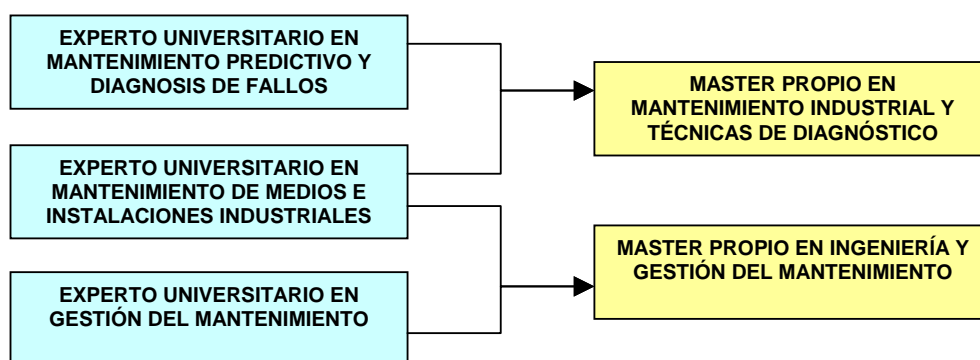 EXPERTO UNIVERSITARIO EN
MANTENIMIENTO PREDICTIVO Y
DIAGNOSIS DE FALLOS
EXPERTO UNIVERSITARIO EN
MANTENIMIENTO DE MEDIOS E
INSTALACIONES INDUSTRIALES
EXPERTO UNIVERSITARIO EN
GESTIÓN DEL MANTENIMIENTO
MASTER PROPIO EN
MANTENIMIENTO INDUSTRIAL Y
TÉCNICAS DE DIAGNÓSTICO
MASTER PROPIO EN INGENIERÍA Y
GESTIÓN DEL MANTENIMIENTO